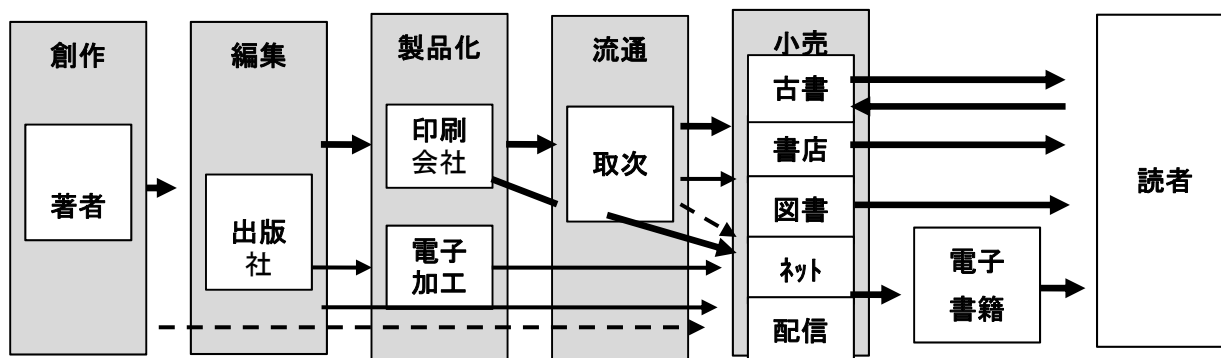 創作
著者
編集
出版
社
製品化
印刷
会社
電子
加工
流通
取次
小売
古書
書店
図書
ネット
配信
電子
書籍
読者